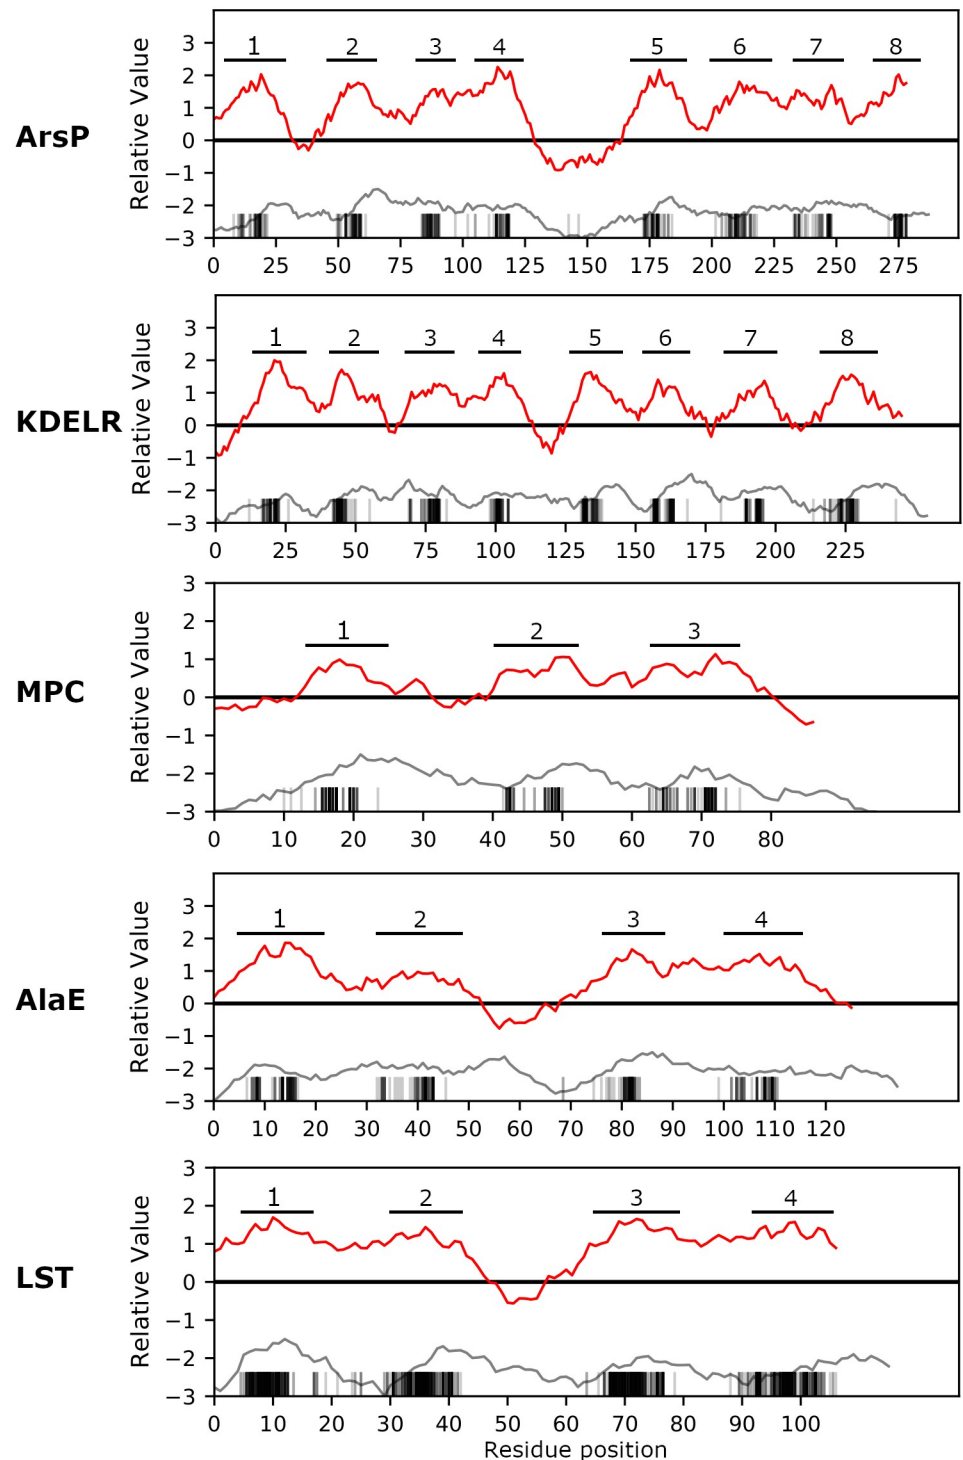 1 2 3 4 5 6 7 8
ArsP
Relative Value
3
2
1
0
−1
−2
−3
0 25 50 75 100 125 150 175 200 225 250 275
1 2 3 4 5 6 7 8
KDELR
Relative Value
3
2
1
0
−1
−2
−3
0 25 50 75 100 125 150 175 200 225
1 2 3
MPC
Relative Value
3
2
1
0
−1
−2
−3
0 10 20 30 40 50 60 70 80
1 2 3 4
AlaE
Relative Value
3
2
1
0
−1
−2
−3
0 10 20 30 40 50 60 70 80 90 100 110 120
1 2 3 4
LST
Relative Value
3
2
1
0
−1
−2
−3
0 10 20 30 40 50 60 70 80 90 100
Residue position